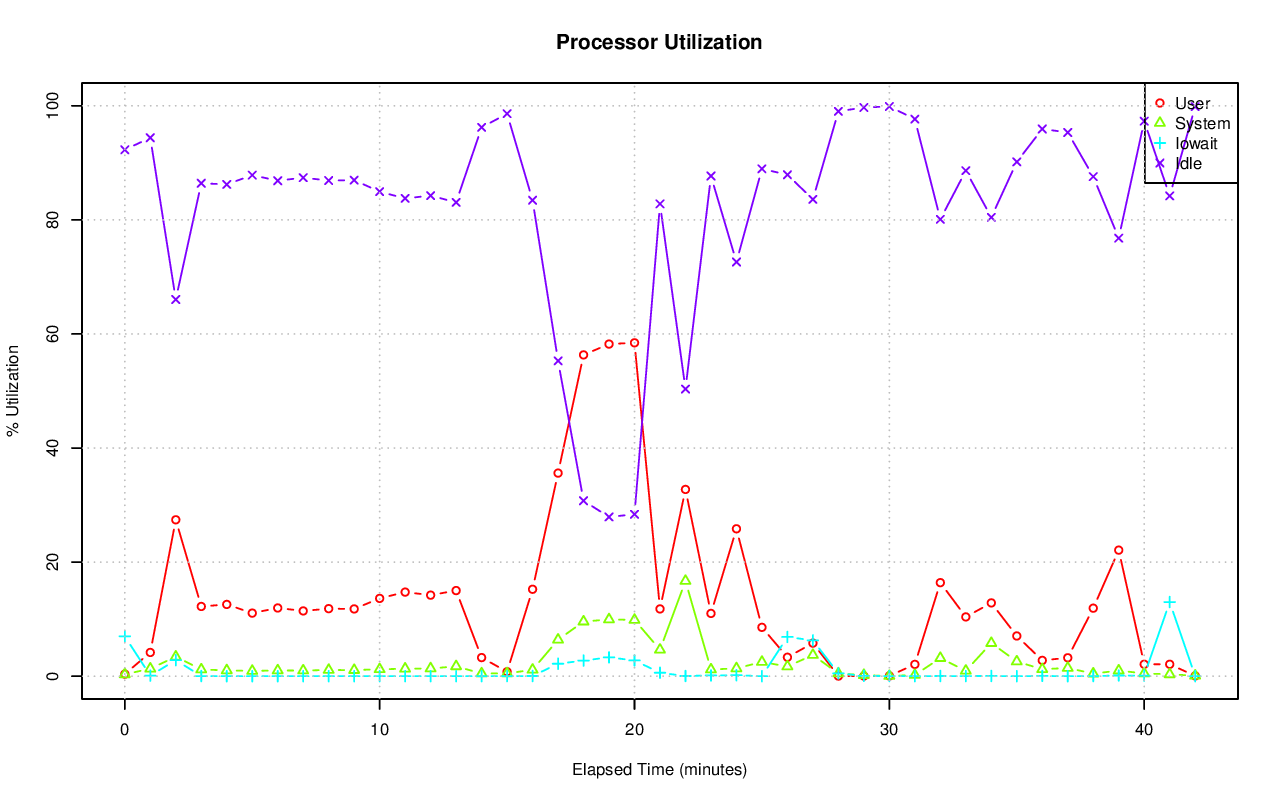 Processor Utilization
% Utilization
100
80
60
40
20
0
User
System
Iowait
Idle
0 10 20 30 40
Elapsed Time (minutes)